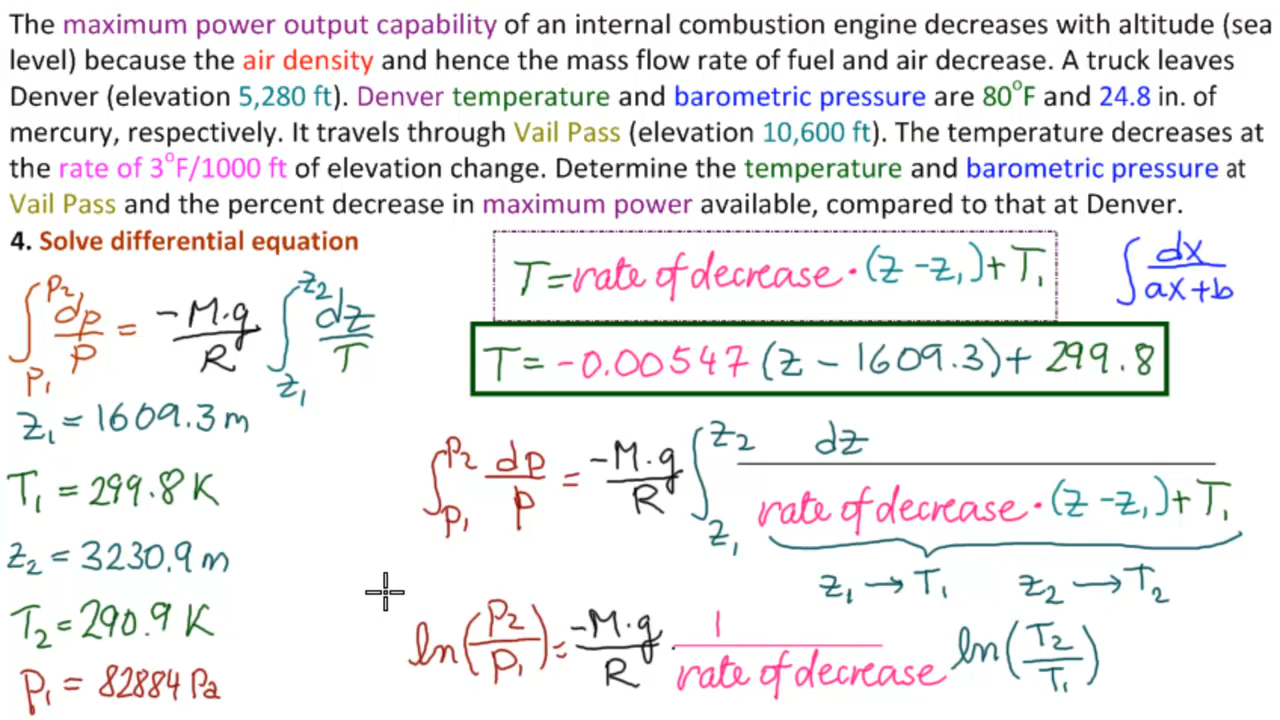 The maximum power output capability of an internal combustion engine decreases with altitude (sea
level) because the air density and hence the mass flow rate of fuel and air decrease. A truck leaves
Denver (elevation 5,280 ft). Denver temperature and barometric pressure are 80°F and 24.8 in. of
mercury, respectively. It travels through Vail Pass (elevation 10,600 ft). The temperature decreases at
the rate of 3°F/1000 ft of elevation change. Determine the temperature and barometric pressure at
Vail Pass and the percent decrease in maximum power available, compared to that at Denver.
4. Solve differential equation
∫_{P₁}^{P₂} dp/P = -M·g/R ∫_{z₁}^{z₂} dz/T
T = rate of decrease · (z - z₁) + T₁
∫ dx/(ax+b)
T = -0.00547 (z - 1609.3) + 299.8
z₁ = 1609.3 m
T₁ = 299.8 K
z₂ = 3230.9 m
T₂ = 290.9 K
P₁ = 82884 Pa
∫_{P₁}^{P₂} dp/P = -M·g/R ∫_{z₁}^{z₂} dz/(rate of decrease · (z - z₁) + T₁)
z₁ → T₁ z₂ → T₂
ln(P₂/P₁) = -M·g/R 1/rate of decrease ln(T₂/T₁)